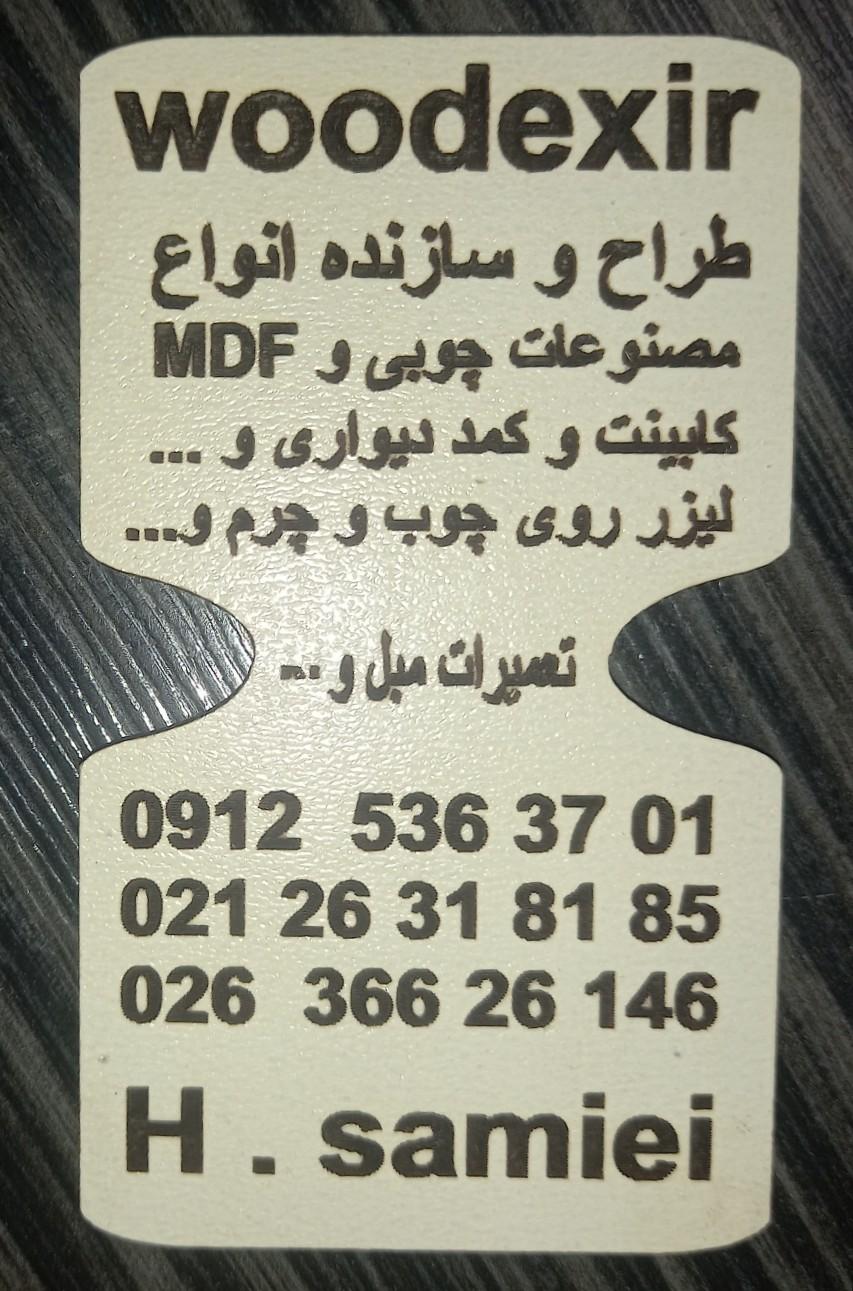 woodexir
طراح و سازنده انواع
مصنوعات چوبی و MDF
کابینت و کمد دیواری و ...
لیزر روی چوب و چرم و...
تعمیرات مبل و ...
0912 536 37 01
021 26 31 81 85
026 366 26 146
H . samiei